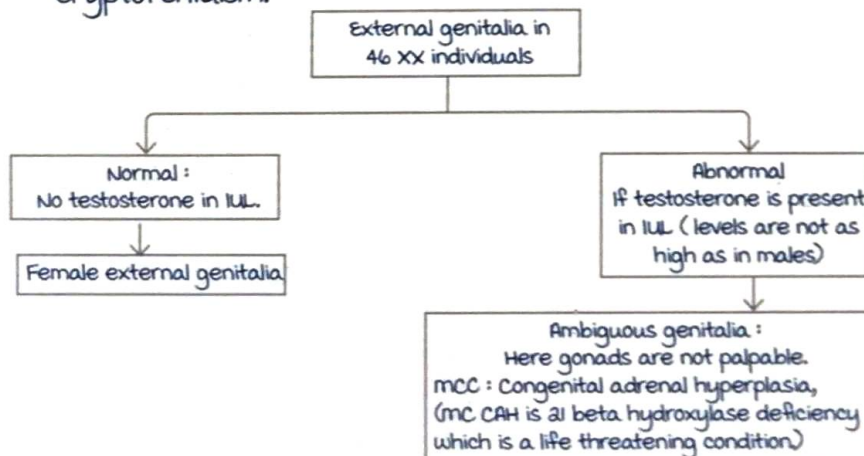 cryptorchidism.
External genitalia in
46 XX individuals
Normal :
No testosterone in IUL.
Female external genitalia
Abnormal
If testosterone is present
in IUL (levels are not as
high as in males)
Ambiguous genitalia :
Here gonads are not palpable.
mcc : Congenital adrenal hyperplasia,
(mc CAH is 21 beta hydroxylase deficiency
which is a life threatening condition)